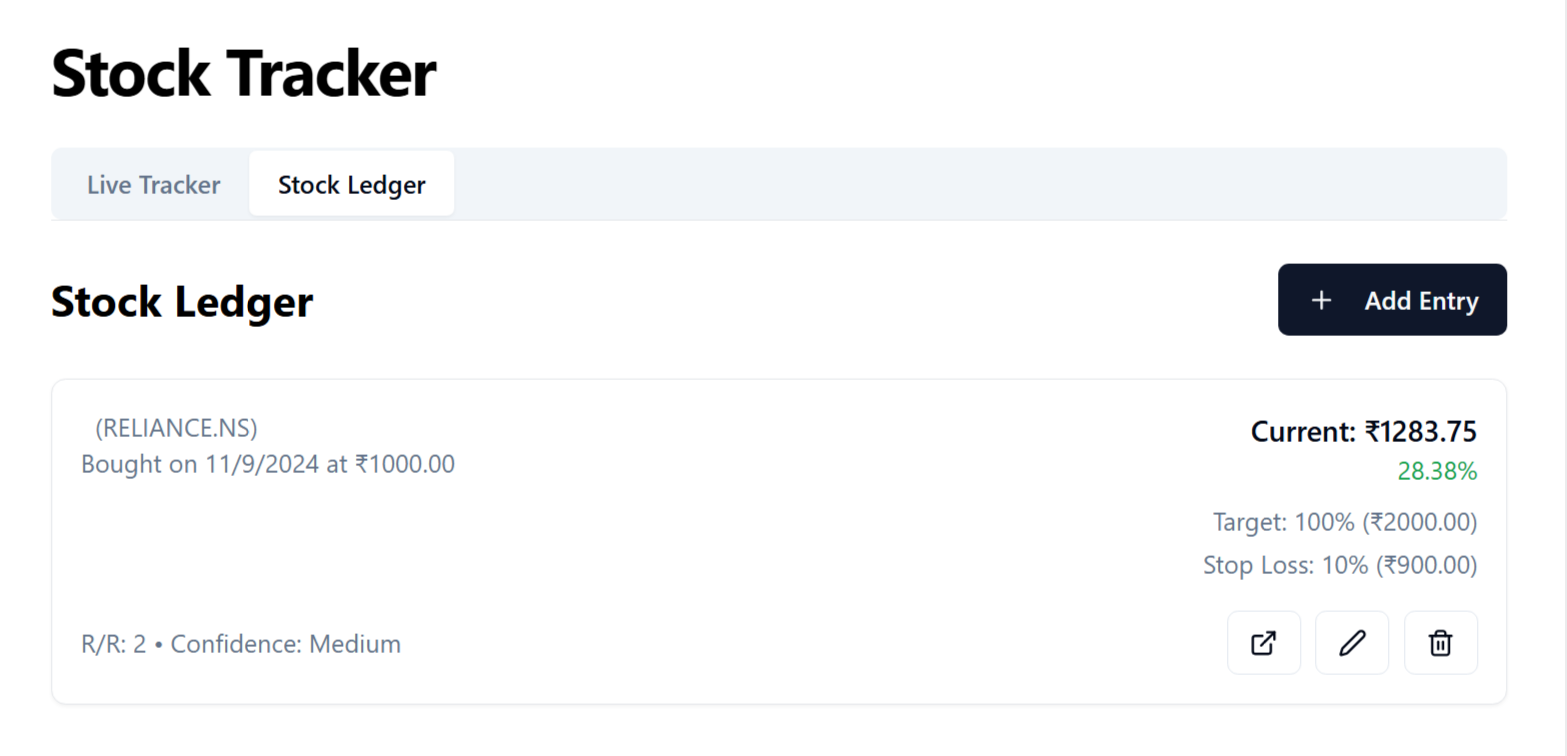 Stock Tracker
Live Tracker
Stock Ledger
Stock Ledger
+ Add Entry
(RELIANCE.NS)
Bought on 11/9/2024 at ₹1000.00
Current: ₹1283.75
28.38%
Target: 100% (₹2000.00)
Stop Loss: 10% (₹900.00)
R/R: 2 • Confidence: Medium